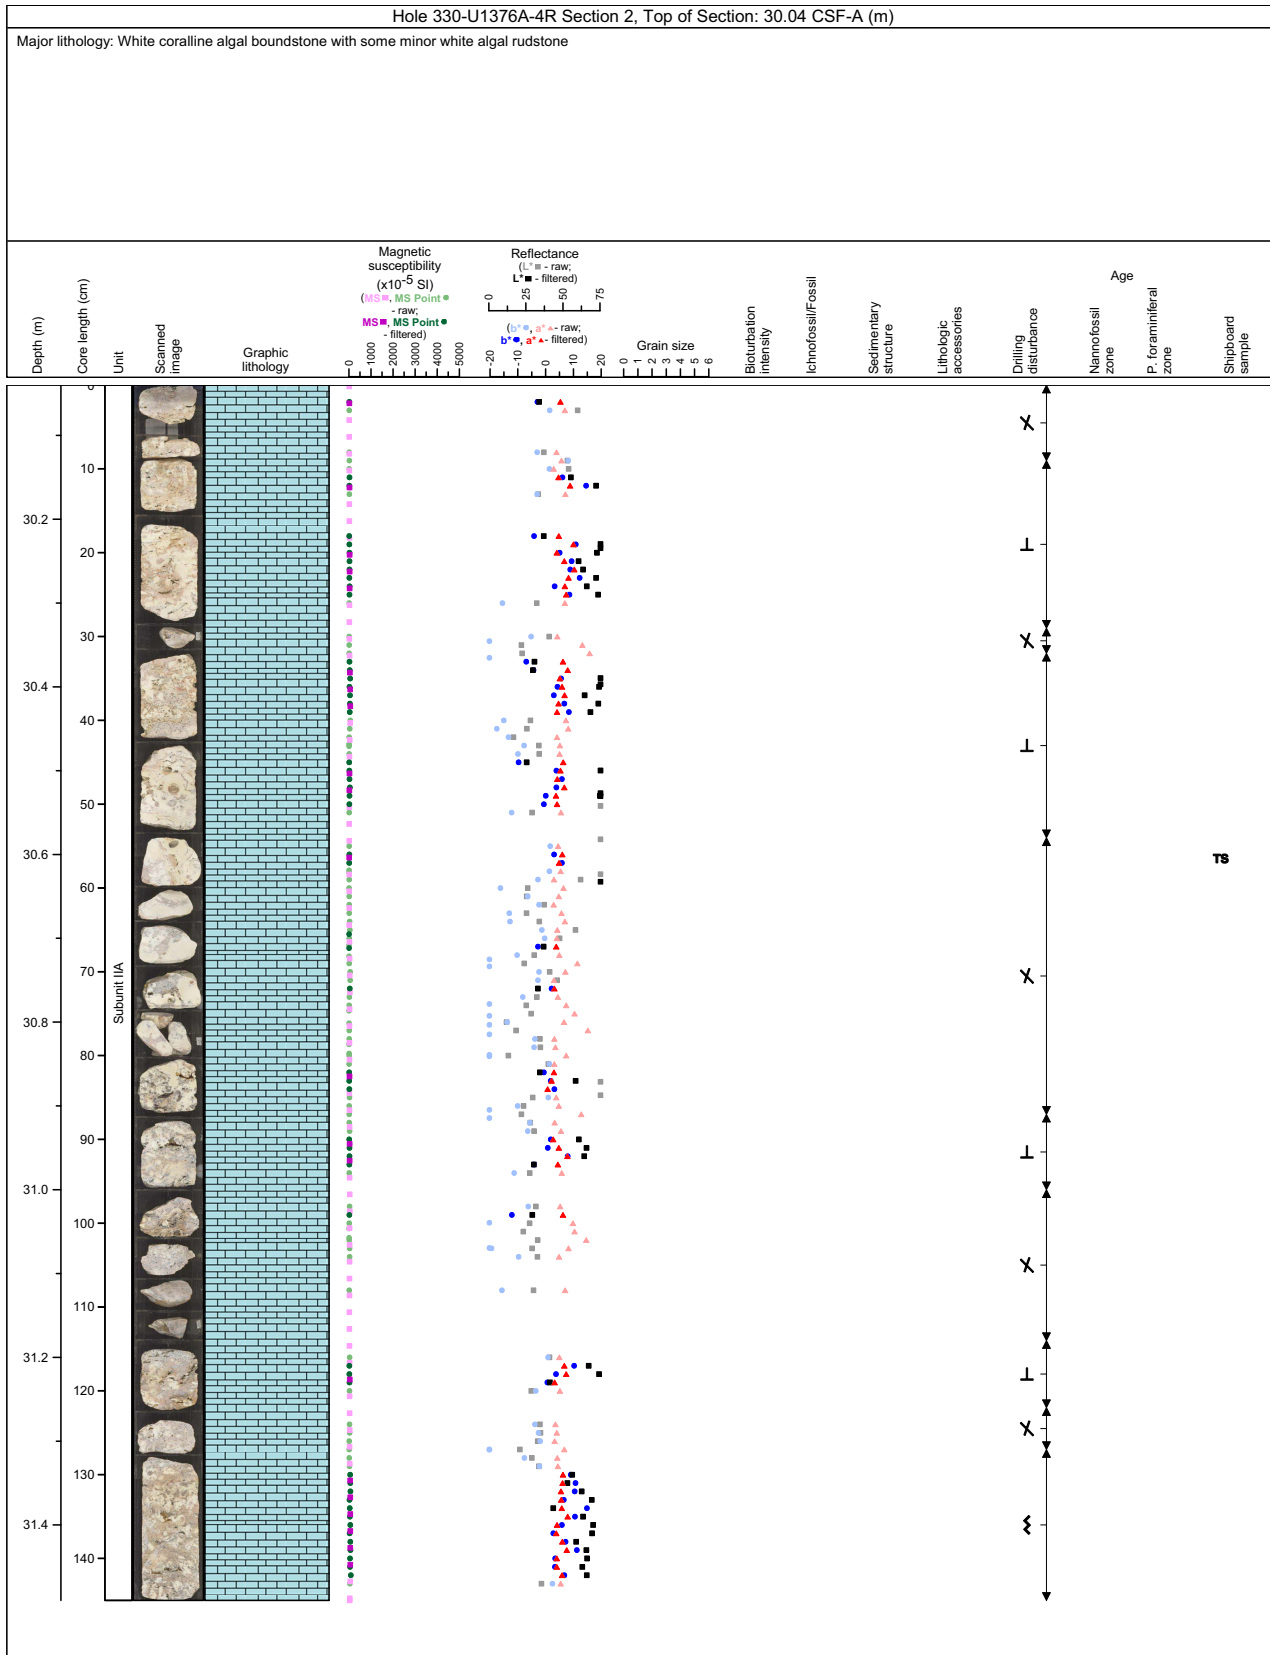 Hole 330-U1376A-4R Section 2, Top of Section: 30.04 CSF-A (m)
Major lithology: White coralline algal boundstone with some minor white algal rudstone
Depth (m)
Core length (cm)
Unit
Scanned
image
Graphic
lithology
Magnetic
susceptibility
(x10-5 SI)
(MS, MS Point
- raw;
MS, MS Point
- filtered)
0
1000
2000
3000
4000
5000
Reflectance
(L* - raw;
L* - filtered)
0
25
50
75
(b*, a* - raw;
b*, a* - filtered)
-20
-10
0
10
20
Grain size
0 1 2 3 4 5 6
Bioturbation
intensity
Ichnofossil/Fossil
Sedimentary
structure
Lithologic
accessories
Drilling
disturbance
Age
Nannofossil
zone
P. foraminiferal
zone
Shipboard
sample
0
10
30.2
20
30
30.4
40
50
30.6
TS
60
70
Subunit IIA
30.8
80
90
31.0
100
110
31.2
120
130
31.4
140